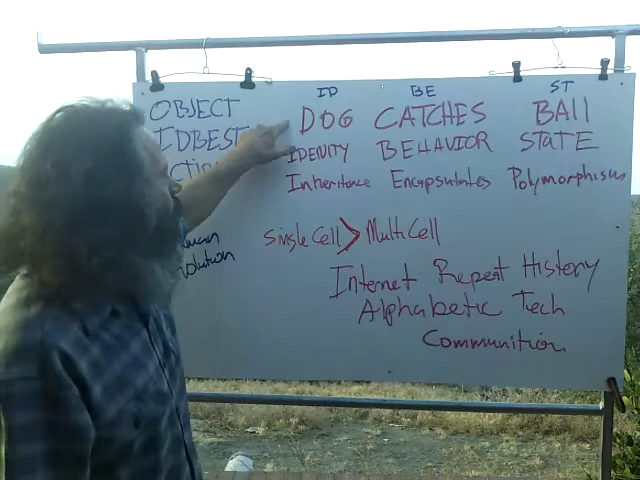 ID BE ST
OBJECT DOG CATCHES BAll
IDBEST IDENITY BEHAVIOR STATE
Inheritence Encapsulates Polymorphisus
Single Cell > Multi Cell
Internet Repeat History
Alphabetic Tech
Communition